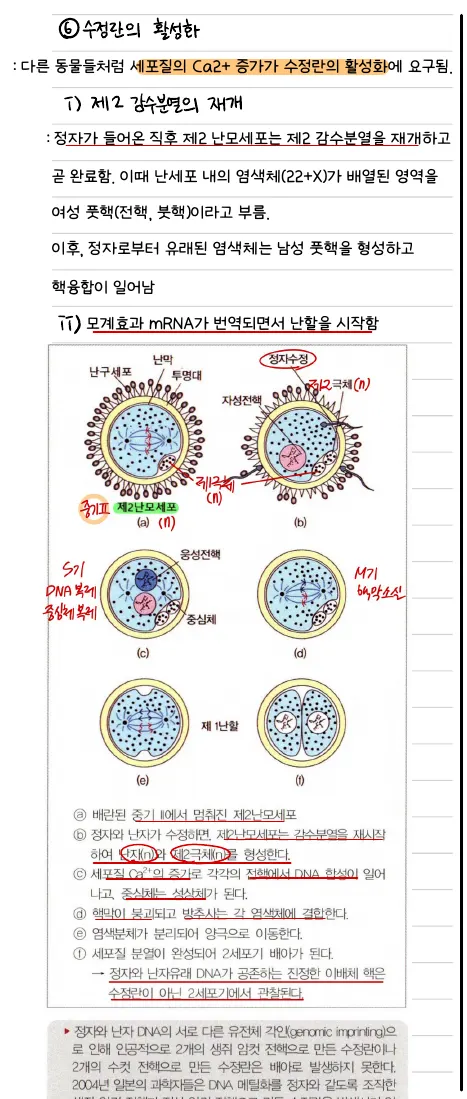 ⑥ 수정란의 활성화
: 다른 동물들처럼 세포질의 Ca2+ 증가가 수정란의 활성화에 요구됨.
ⅰ) 제2 감수분열의 재개
: 정자가 들어온 직후 제2 난모세포는 제2 감수분열을 재개하고
곧 완료함. 이때 난세포 내의 염색체(22+X)가 배열된 영역을
여성 풋핵(전핵, 붓핵)이라고 부름.
이후, 정자로부터 유래된 염색체는 남성 풋핵을 형성하고
핵융합이 일어남
ⅱ) 모계효과 mRNA가 번역되면서 난할을 시작함
난막
난구세포
투명대
정자수정
제2극체(n)
자성전핵
제1극체
(n)
중기Ⅱ
제2난모세포
(a)
(n)
(b)
S기
DNA 복제
중심체 복제
웅성전핵
중심체
M기
핵막소실
(c)
(d)
제 1난할
(e)
(f)
ⓐ 배란된 중기 II에서 멈춰진 제2난모세포
ⓑ 정자와 난자가 수정하면, 제2난모세포는 감수분열을 재시작
하여 난자(n)와 제2극체(n)를 형성한다.
ⓒ 세포질 Ca²⁺의 증가로 각각의 전핵에서 DNA 합성이 일어
나고, 중심체는 성상체가 된다.
ⓓ 핵막이 붕괴되고 방추사는 각 염색체에 결합한다.
ⓔ 염색분체가 분리되어 양극으로 이동한다.
ⓕ 세포질 분열이 완성되어 2세포기 배아가 된다.
→ 정자와 난자유래 DNA가 공존하는 진정한 이배체 핵은
수정란이 아닌 2세포기에서 관찰된다.
▶ 정자와 난자 DNA의 서로 다른 유전체 각인(genomic imprinting)으
로 인해 인공적으로 2개의 생쥐 암컷 전핵으로 만든 수정란이나
2개의 수컷 전핵으로 만든 수정란은 배아로 발생하지 못한다.
2004년 일본의 과학자들은 DNA 메틸화를 정자와 같도록 조작한